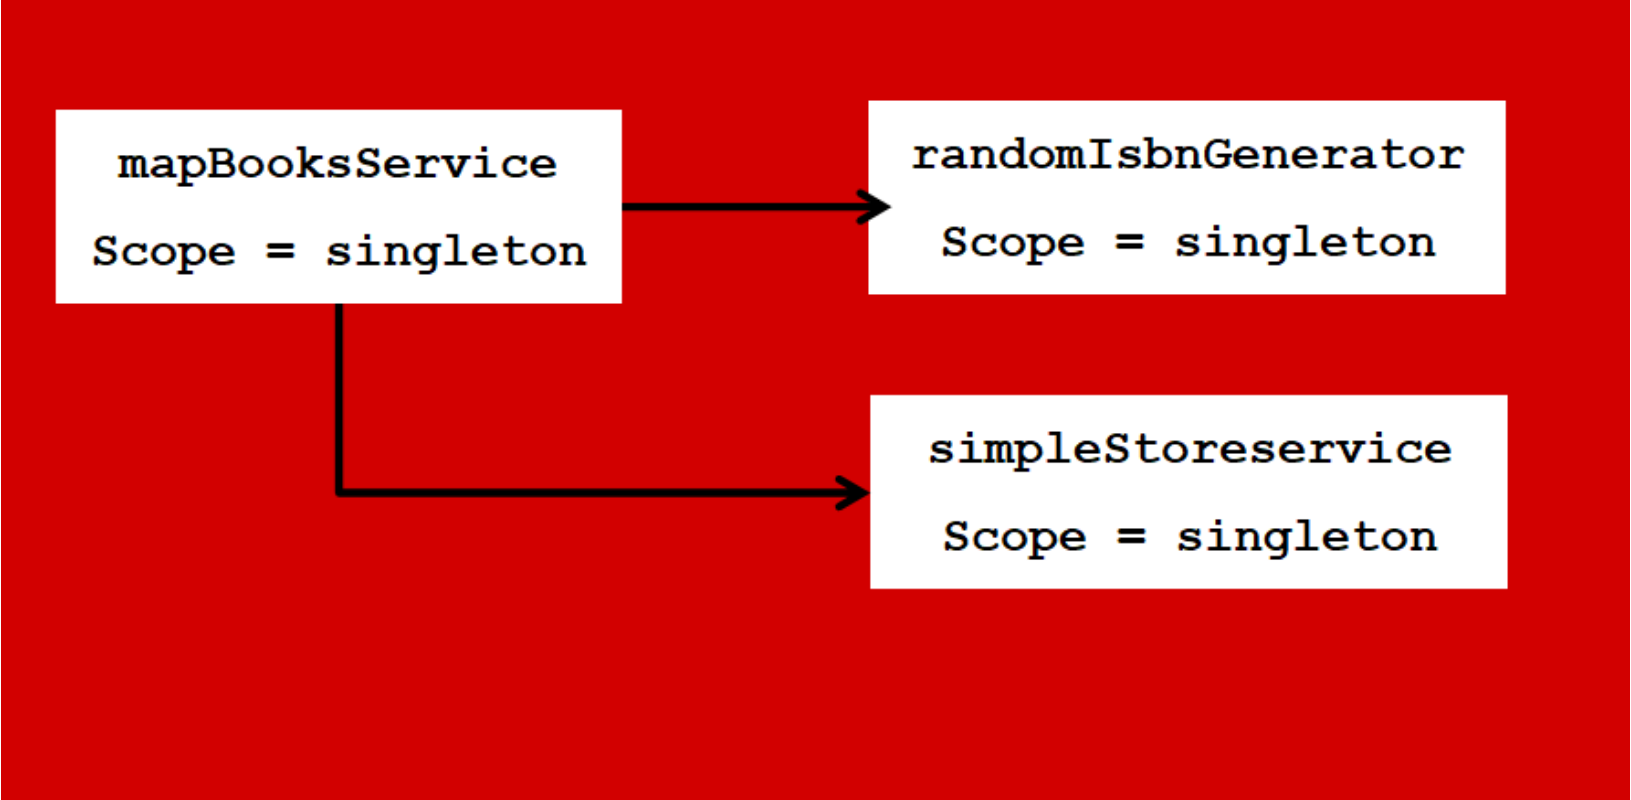 mapBooksService
Scope = singleton
randomIsbnGenerator
Scope = singleton
simpleStoreservice
Scope = singleton